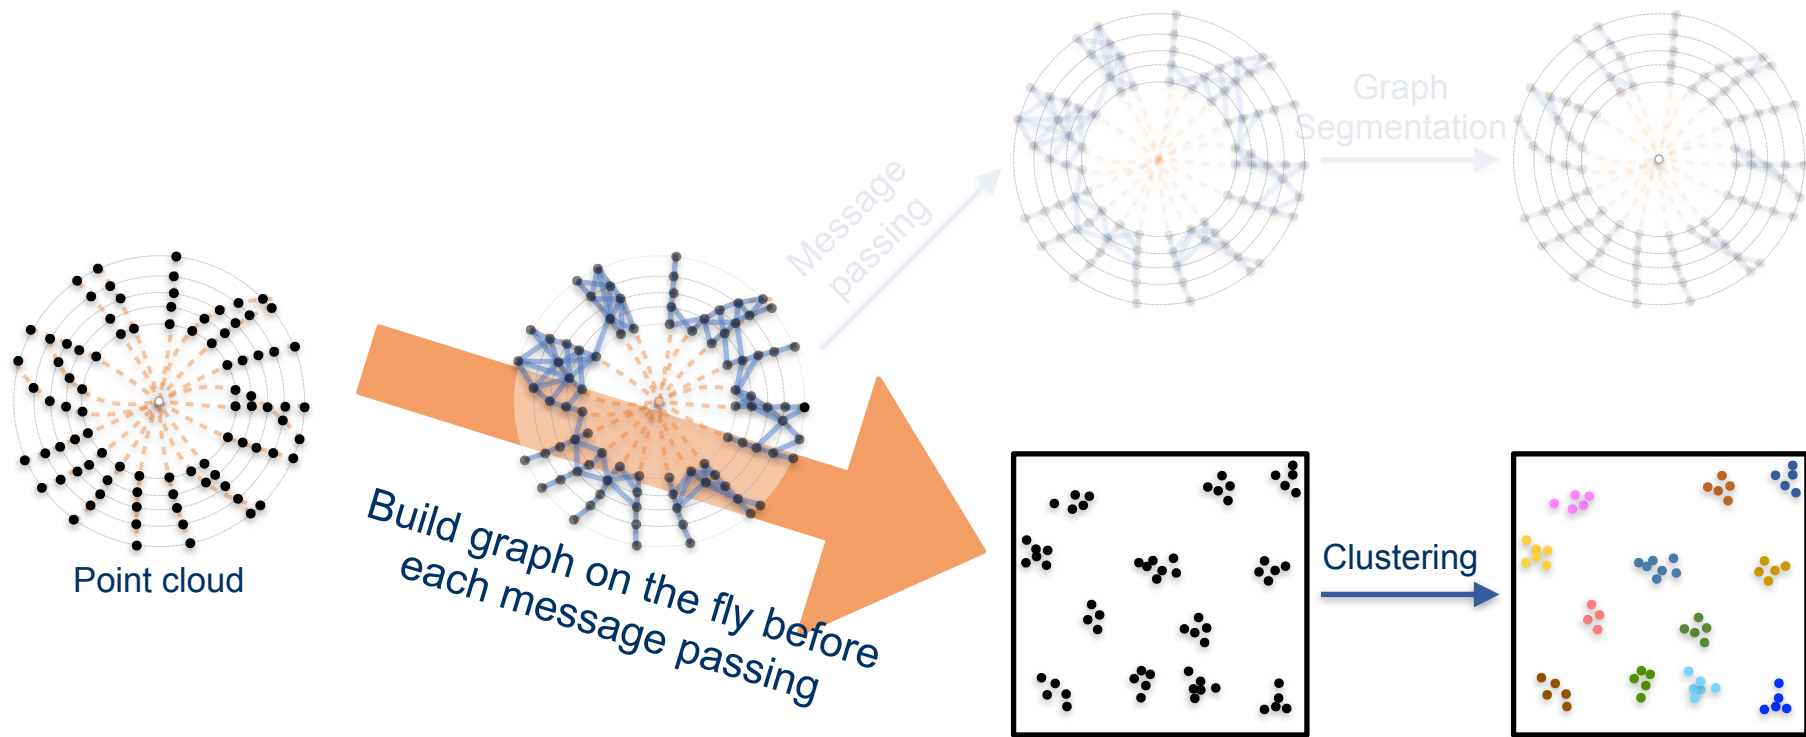 Point cloud
Build graph on the fly before
each message passing
Message
passing
Graph
Segmentation
Clustering